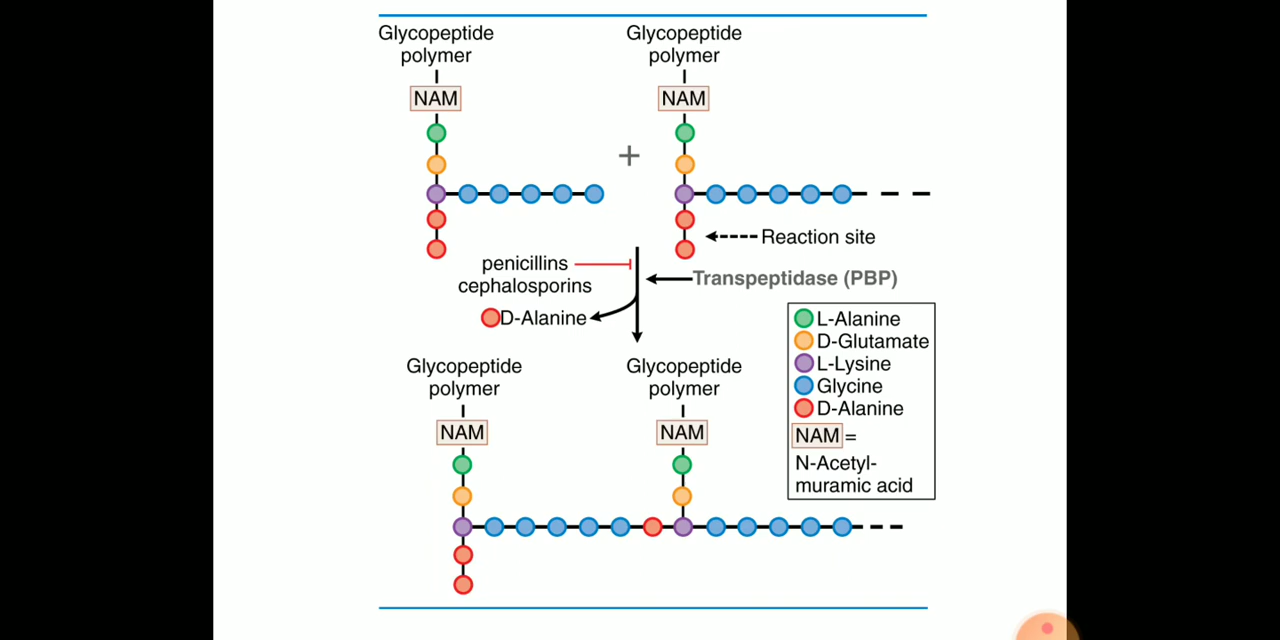 Glycopeptide
polymer
NAM
Glycopeptide
polymer
NAM
+
Reaction site
penicillins
cephalosporins
Transpeptidase (PBP)
D-Alanine
Glycopeptide
polymer
NAM
Glycopeptide
polymer
NAM
L-Alanine
D-Glutamate
L-Lysine
Glycine
D-Alanine
NAM =
N-Acetyl-
muramic acid